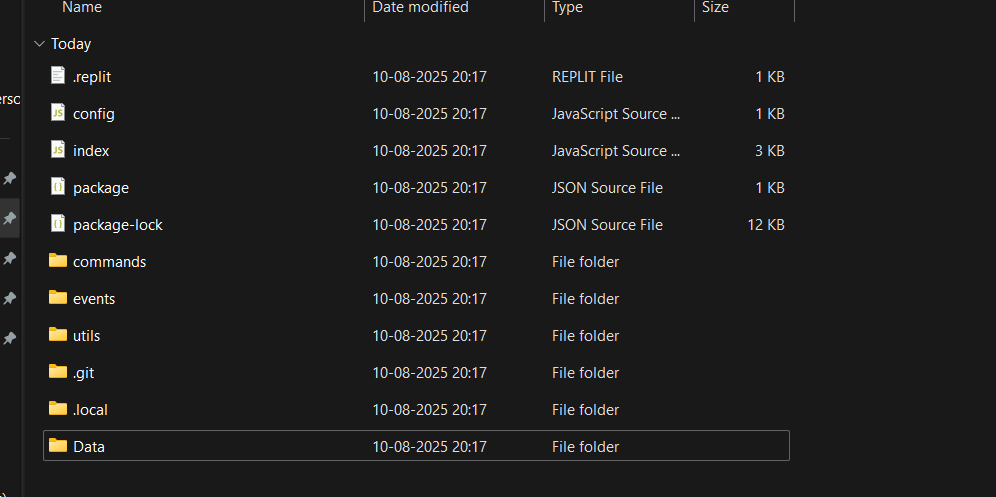 Name Date modified Type Size
Today
.replit 10-08-2025 20:17 REPLIT File 1 KB
config 10-08-2025 20:17 JavaScript Source ... 1 KB
index 10-08-2025 20:17 JavaScript Source ... 3 KB
package 10-08-2025 20:17 JSON Source File 1 KB
package-lock 10-08-2025 20:17 JSON Source File 12 KB
commands 10-08-2025 20:17 File folder
events 10-08-2025 20:17 File folder
utils 10-08-2025 20:17 File folder
.git 10-08-2025 20:17 File folder
.local 10-08-2025 20:17 File folder
Data 10-08-2025 20:17 File folder